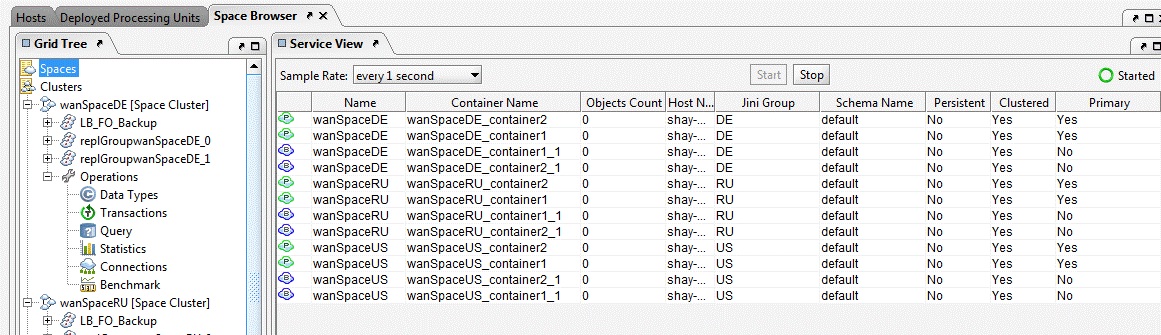 Hosts Deployed Processing Units Space Browser
Grid Tree
Spaces
Clusters
wanSpaceDE [Space Cluster]
LB_FO_Backup
replGroupwanSpaceDE_0
replGroupwanSpaceDE_1
Operations
Data Types
Transactions
Query
Statistics
Connections
Benchmark
wanSpaceRU [Space Cluster]
LB_FO_Backup
Service View
Sample Rate: every 1 second Start Stop Started
Name Container Name Objects Count Host N... Jini Group Schema Name Persistent Clustered Primary
P wanSpaceDE wanSpaceDE_container2 0 shay-... DE default No Yes Yes
P wanSpaceDE wanSpaceDE_container1 0 shay-... DE default No Yes Yes
B wanSpaceDE wanSpaceDE_container1_1 0 shay-... DE default No Yes No
B wanSpaceDE wanSpaceDE_container2_1 0 shay-... DE default No Yes No
P wanSpaceRU wanSpaceRU_container2 0 shay-... RU default No Yes Yes
P wanSpaceRU wanSpaceRU_container1 0 shay-... RU default No Yes Yes
B wanSpaceRU wanSpaceRU_container1_1 0 shay-... RU default No Yes No
B wanSpaceRU wanSpaceRU_container2_1 0 shay-... RU default No Yes No
P wanSpaceUS wanSpaceUS_container2 0 shay-... US default No Yes Yes
P wanSpaceUS wanSpaceUS_container1 0 shay-... US default No Yes Yes
B wanSpaceUS wanSpaceUS_container2_1 0 shay-... US default No Yes No
B wanSpaceUS wanSpaceUS_container1_1 0 shay-... US default No Yes No